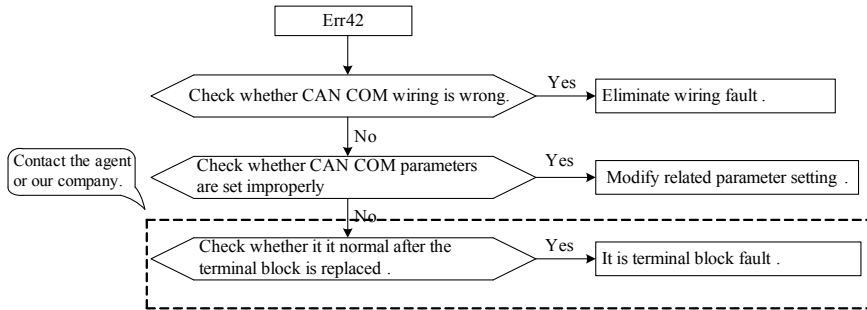 Err42
Check whether CAN COM wiring is wrong.
Yes
Eliminate wiring fault .
No
Contact the agent
or our company.
Check whether CAN COM parameters
are set improperly
Yes
Modify related parameter setting .
No
Check whether it it normal after the
terminal block is replaced .
Yes
It is terminal block fault .